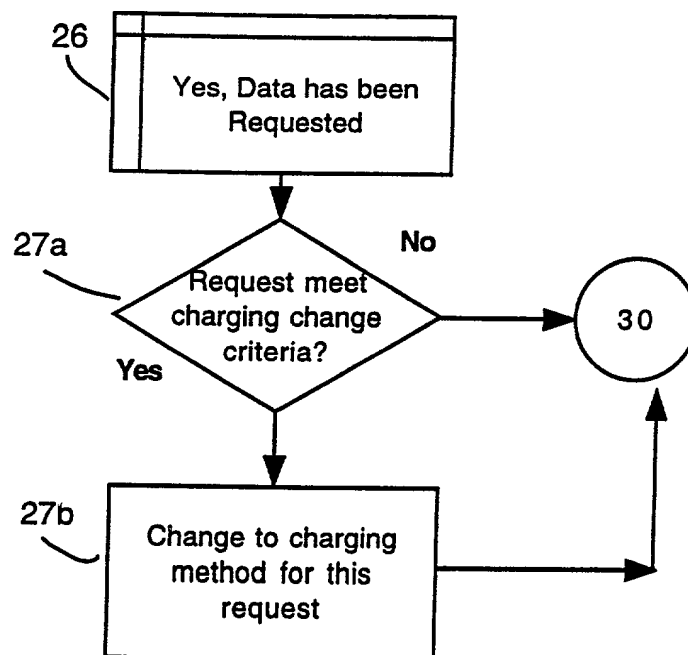 26
Yes, Data has been
Requested
27a
No
Request meet
charging change
criteria?
30
Yes
27b
Change to charging
method for this
request